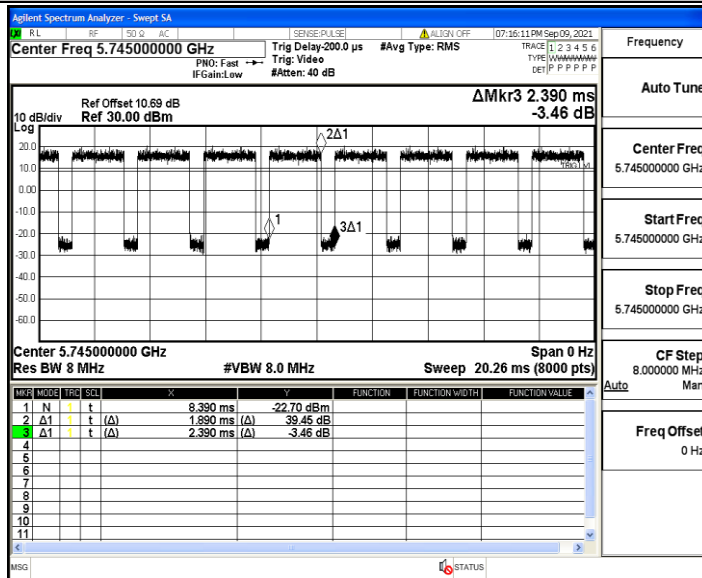 Agilent Spectrum Analyzer - Swept SA
RL RF 50 Ω AC SENSE:PULSE ALIGN OFF 07:16:11 PM Sep 09, 2021
Center Freq 5.745000000 GHz
PNO: Fast
IFGain:Low
Trig Delay-200.0 µs
Trig: Video
#Atten: 40 dB
#Avg Type: RMS
TRACE 1 2 3 4 5 6
TYPE WWWWWW
DET P P P P P P
Ref Offset 10.69 dB
10 dB/div Ref 30.00 dBm
ΔMkr3 2.390 ms
-3.46 dB
Log
20.0
10.0
0.00
-10.0
-20.0
-30.0
-40.0
-50.0
-60.0
2Δ1
TRIG LVL
1
3Δ1
Center 5.745000000 GHz Span 0 Hz
Res BW 8 MHz #VBW 8.0 MHz Sweep 20.26 ms (8000 pts)
MKR MODE TRC SCL X Y FUNCTION FUNCTION WIDTH FUNCTION VALUE
1 N 1 t 8.390 ms -22.70 dBm
2 Δ1 1 t (Δ) 1.890 ms (Δ) 39.45 dB
3 Δ1 1 t (Δ) 2.390 ms (Δ) -3.46 dB
4
5
6
7
8
9
10
11
MSG STATUS
Frequency
Auto Tune
Center Freq
5.745000000 GHz
Start Freq
5.745000000 GHz
Stop Freq
5.745000000 GHz
CF Step
8.000000 MHz
Auto Man
Freq Offset
0 Hz